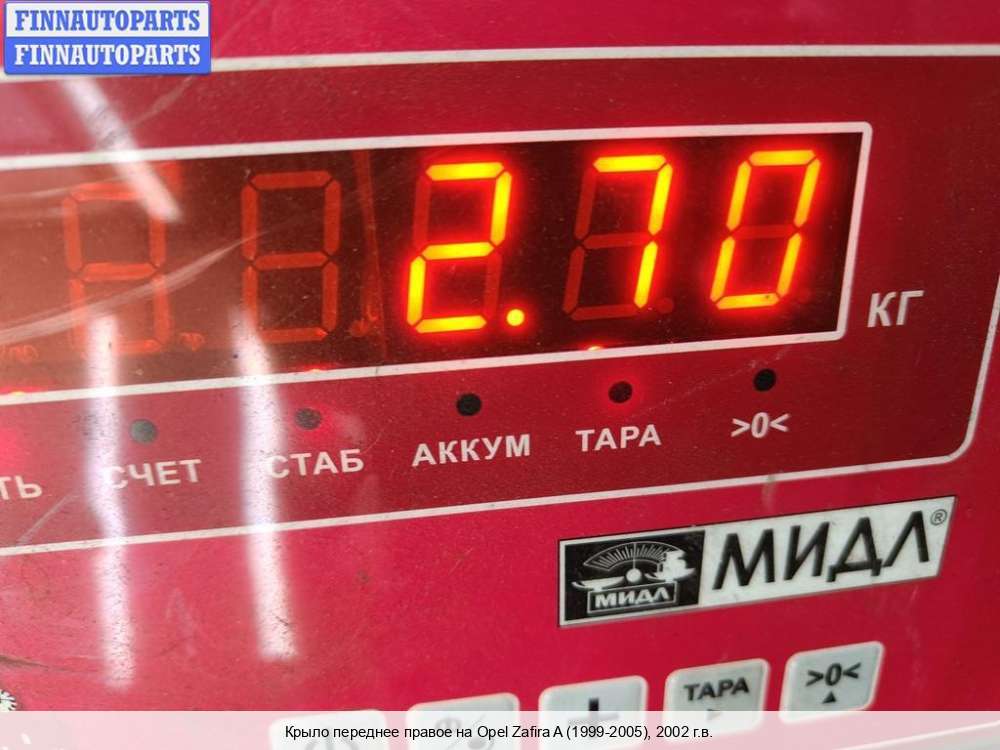 FINNAUTOPARTS
FINNAUTOPARTS
2.70
КГ
ТЬ СЧЕТ СТАБ АККУМ ТАРА >0<
МИДЛ МИДЛ®
ТАРА >0<
Крыло переднее правое на Opel Zafira A (1999-2005), 2002 г.в.